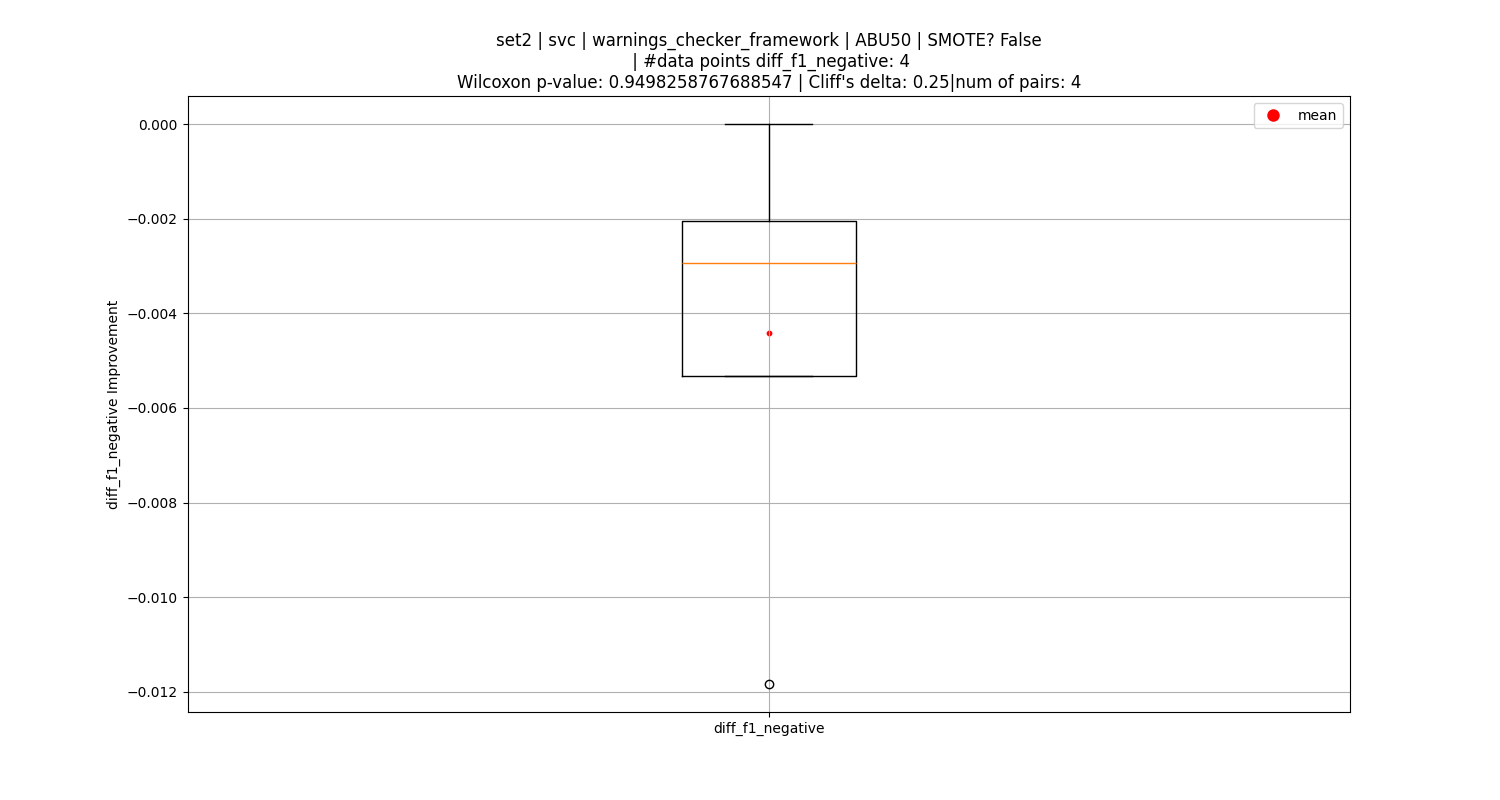 set2 | svc | warnings_checker_framework | ABU50 | SMOTE? False
| #data points diff_f1_negative: 4
Wilcoxon p-value: 0.9498258767688547 | Cliff's delta: 0.25|num of pairs: 4
mean
0.000
−0.002
−0.004
−0.006
−0.008
−0.010
−0.012
diff_f1_negative Improvement
diff_f1_negative